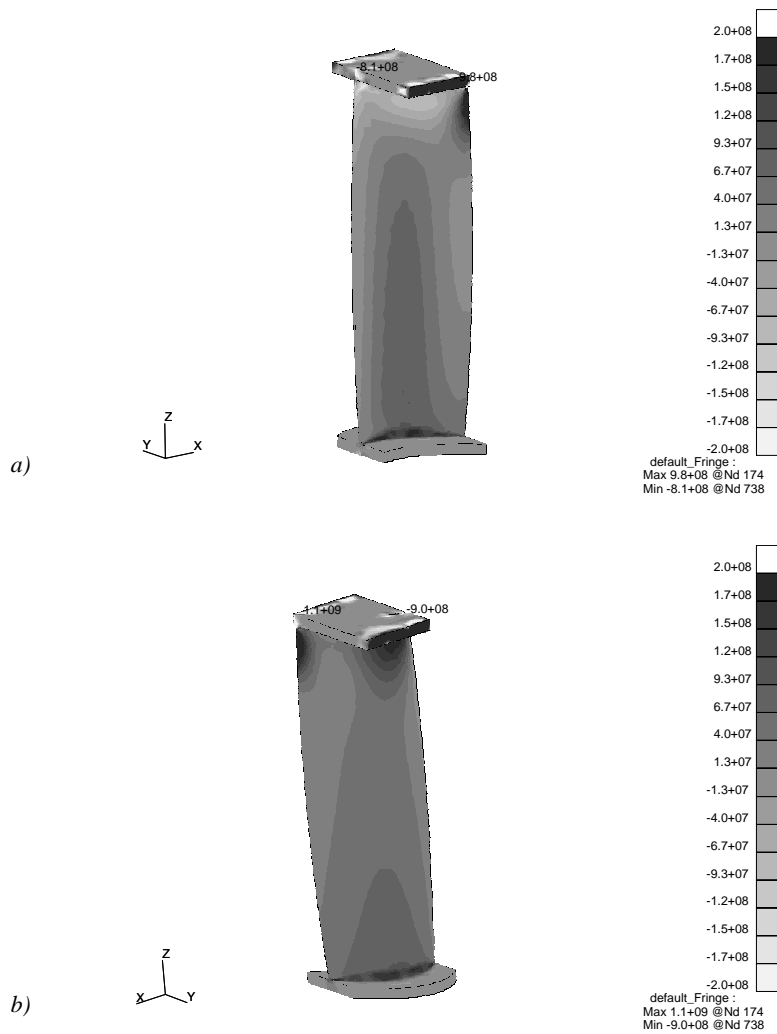 2.0+08
-8.1+08
9.8+08
1.7+08
1.5+08
1.2+08
9.3+07
6.7+07
4.0+07
1.3+07
-1.3+07
-4.0+07
-6.7+07
-9.3+07
-1.2+08
-1.5+08
-1.7+08
-2.0+08
Z
Y
X
a)
default_Fringe :
Max 9.8+08 @Nd 174
Min -8.1+08 @Nd 738
2.0+08
1.7+08
1.1+09
-9.0+08
1.5+08
1.2+08
9.3+07
6.7+07
4.0+07
1.3+07
-1.3+07
-4.0+07
-6.7+07
-9.3+07
-1.2+08
-1.5+08
-1.7+08
-2.0+08
Z
X
Y
b)
default_Fringe :
Max 1.1+09 @Nd 174
Min -9.0+08 @Nd 738